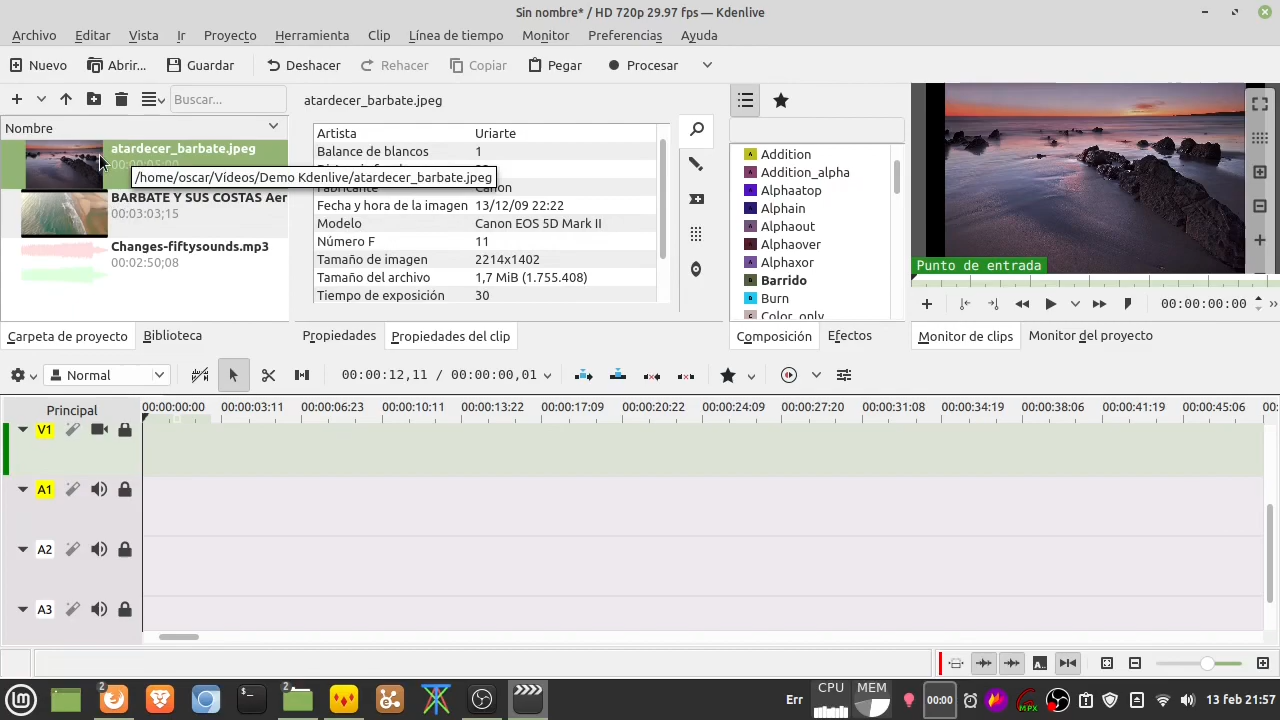 Sin nombre* / HD 720p 29.97 fps — Kdenlive
Archivo Editar Vista Ir Proyecto Herramienta Clip Línea de tiempo Monitor Preferencias Ayuda
Nuevo Abrir... Guardar Deshacer Rehacer Copiar Pegar Procesar
Buscar...
Nombre
atardecer_barbate.jpeg
00:00:05;00
BARBATE Y SUS COSTAS Aer
00:03:03;15
Changes-fiftysounds.mp3
00:02:50;08
/home/oscar/Vídeos/Demo Kdenlive/atardecer_barbate.jpeg
Carpeta de proyecto Biblioteca
atardecer_barbate.jpeg
Artista Uriarte
Balance de blancos 1
Canon
Fecha y hora de la imagen 13/12/09 22:22
Modelo Canon EOS 5D Mark II
Número F 11
Tamaño de imagen 2214x1402
Tamaño del archivo 1,7 MiB (1.755.408)
Tiempo de exposición 30
Propiedades Propiedades del clip
Addition
Addition_alpha
Alphaatop
Alphain
Alphaout
Alphaover
Alphaxor
Barrido
Burn
Color_only
Composición Efectos
Punto de entrada
00:00:00:00
Monitor de clips Monitor del proyecto
Normal 00:00:12,11 / 00:00:00,01
Principal 00:00:00:00 00:00:03:11 00:00:06:23 00:00:10:11 00:00:13:22 00:00:17:09 00:00:20:22 00:00:24:09 00:00:27:20 00:00:31:08 00:00:34:19 00:00:38:06 00:00:41:19 00:00:45:06 00:
V1
A1
A2
A3
2 2 Err CPU MEM 00:00 MPX 13 feb 21:57